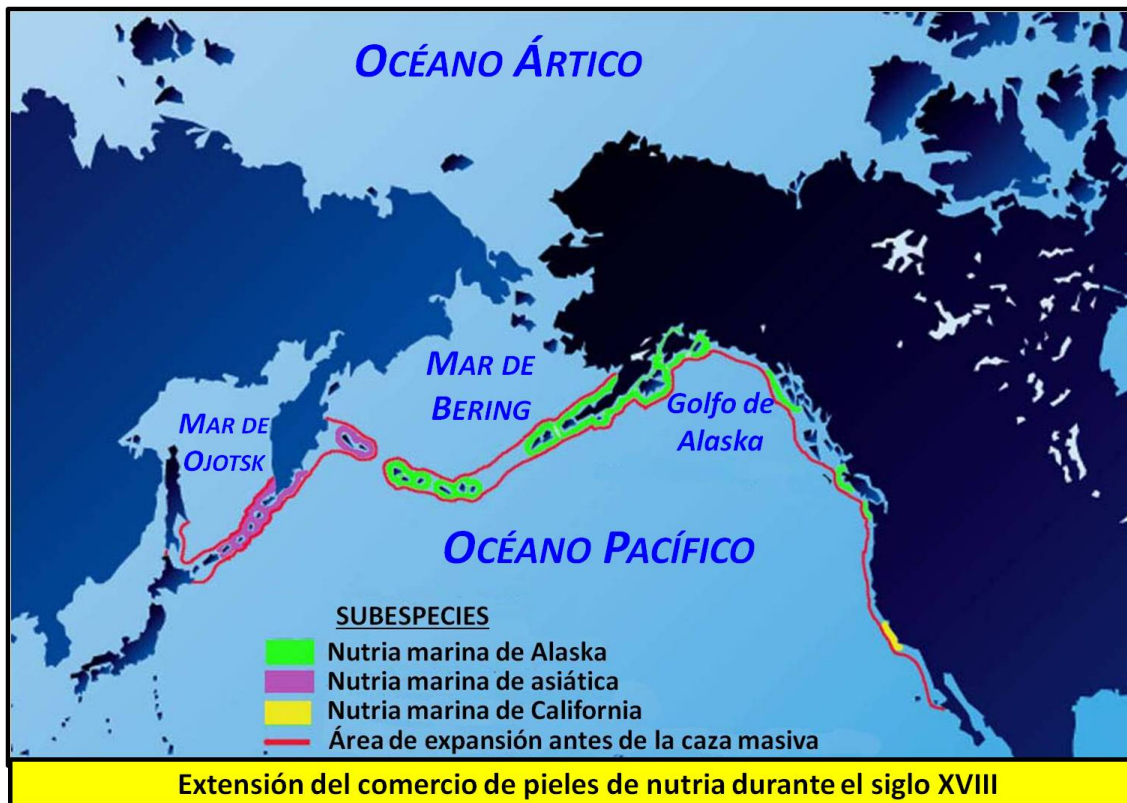 OCÉANO ÁRTICO
MAR DE
BERING
Golfo de
Alaska
MAR DE
OJOTSK
OCÉANO PACÍFICO
SUBESPECIES
Nutria marina de Alaska
Nutria marina de asiática
Nutria marina de California
Área de expansión antes de la caza masiva
Extensión del comercio de pieles de nutria durante el siglo XVIII